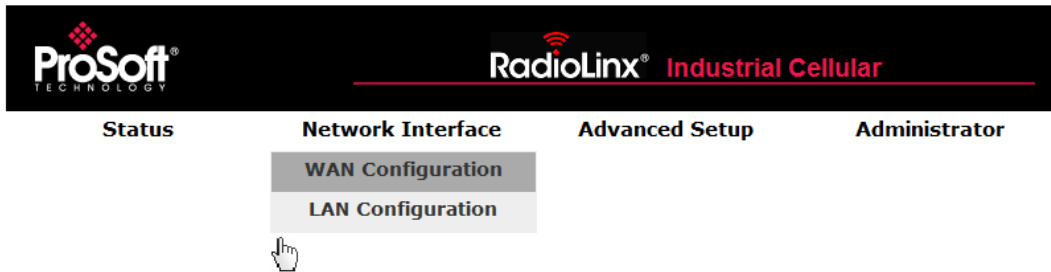 ProSoft®
TECHNOLOGY
RadioLinx® Industrial Cellular
Status Network Interface Advanced Setup Administrator
WAN Configuration
LAN Configuration